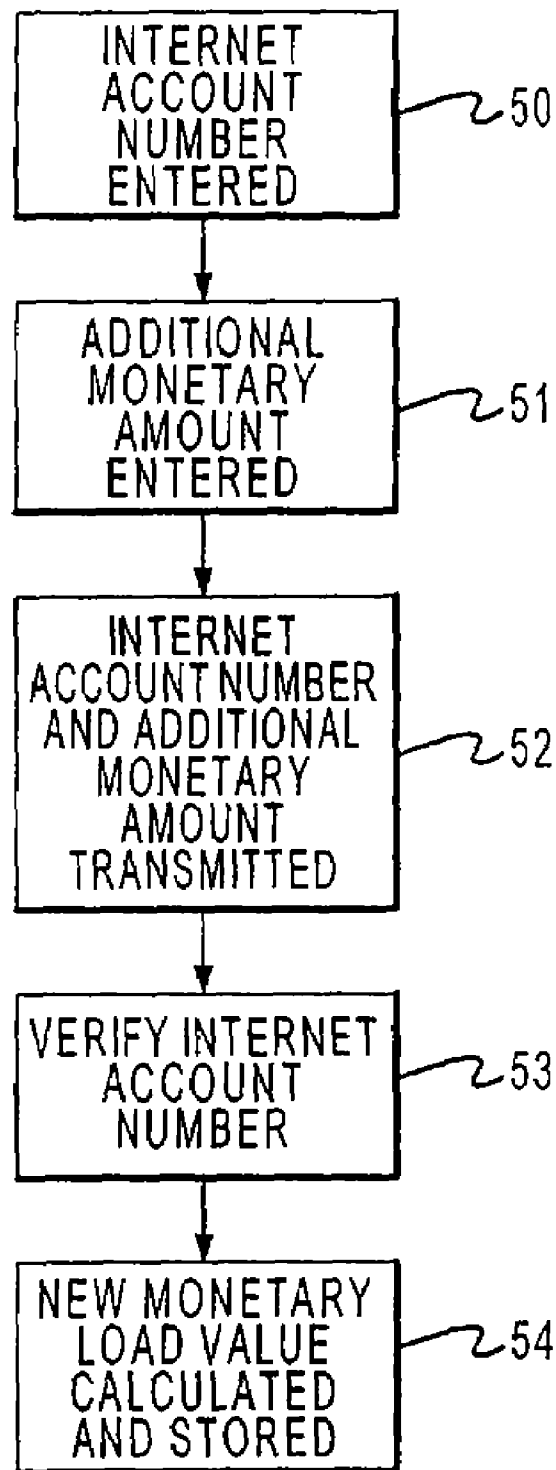 INTERNET
ACCOUNT
NUMBER
ENTERED
50
ADDITIONAL
MONETARY
AMOUNT
ENTERED
51
INTERNET
ACCOUNT NUMBER
AND ADDITIONAL
MONETARY
AMOUNT
TRANSMITTED
52
VERIFY INTERNET
ACCOUNT
NUMBER
53
NEW MONETARY
LOAD VALUE
CALCULATED
AND STORED
54